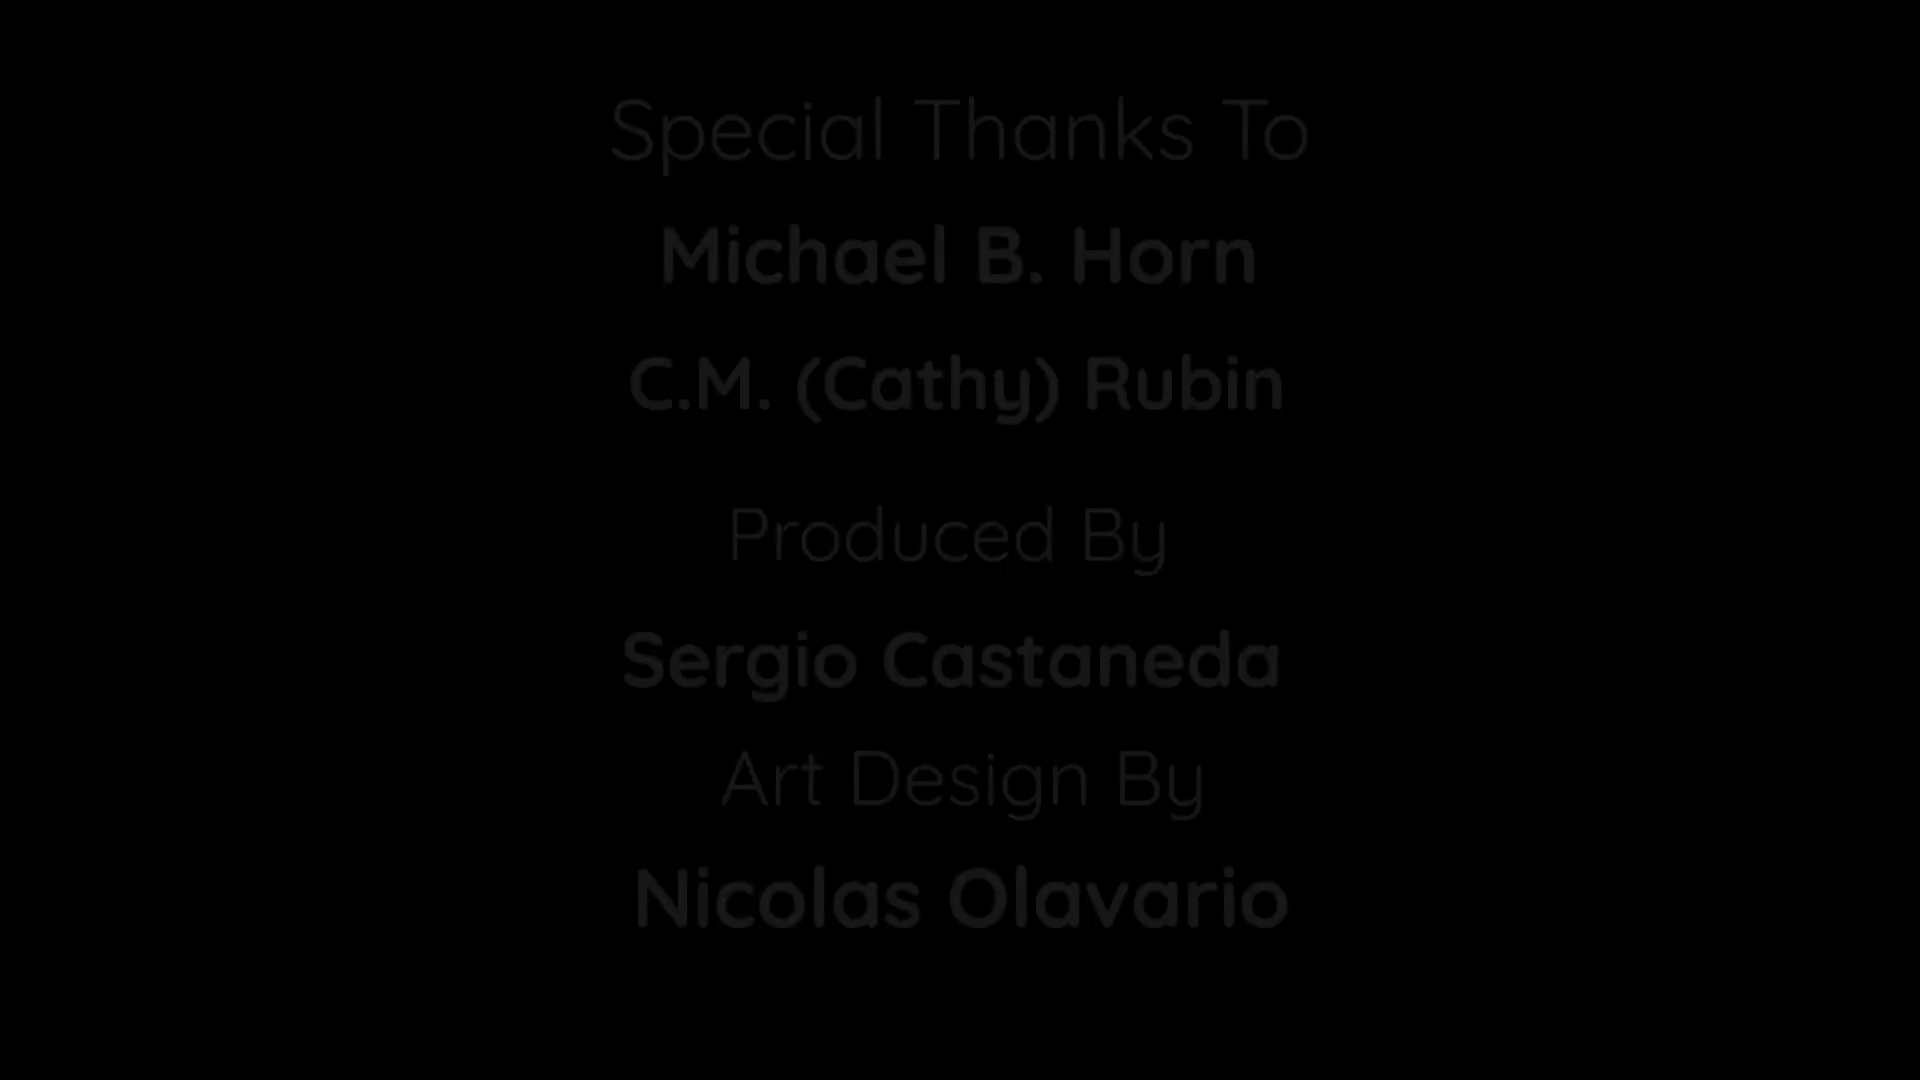 Special Thanks To
Michael B. Horn
C.M. (Cathy) Rubin
Produced By
Sergio Castaneda
Art Design By
Nicolas Olavario